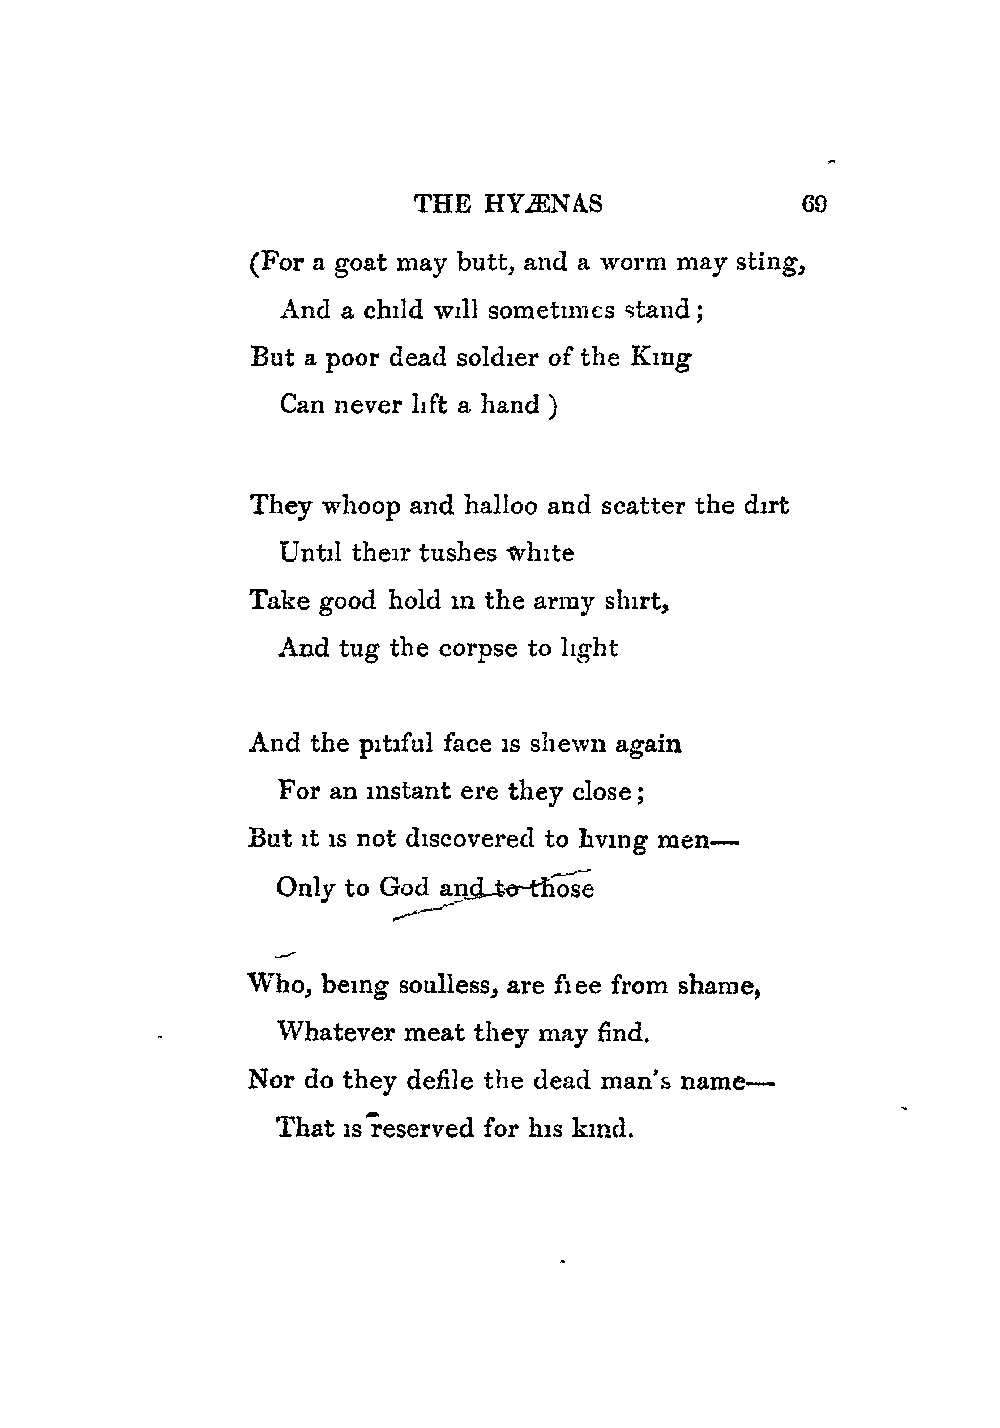 THE HYÆNAS 69
(For a goat may butt, and a worm may sting,
And a child will sometimes stand;
But a poor dead soldier of the King
Can never lift a hand )
They whoop and halloo and scatter the dirt
Until their tushes white
Take good hold in the army shirt,
And tug the corpse to light
And the pitiful face is shewn again
For an instant ere they close;
But it is not discovered to living men—
Only to God and to those
Who, being soulless, are free from shame,
Whatever meat they may find.
Nor do they defile the dead man's name—
That is reserved for his kind.